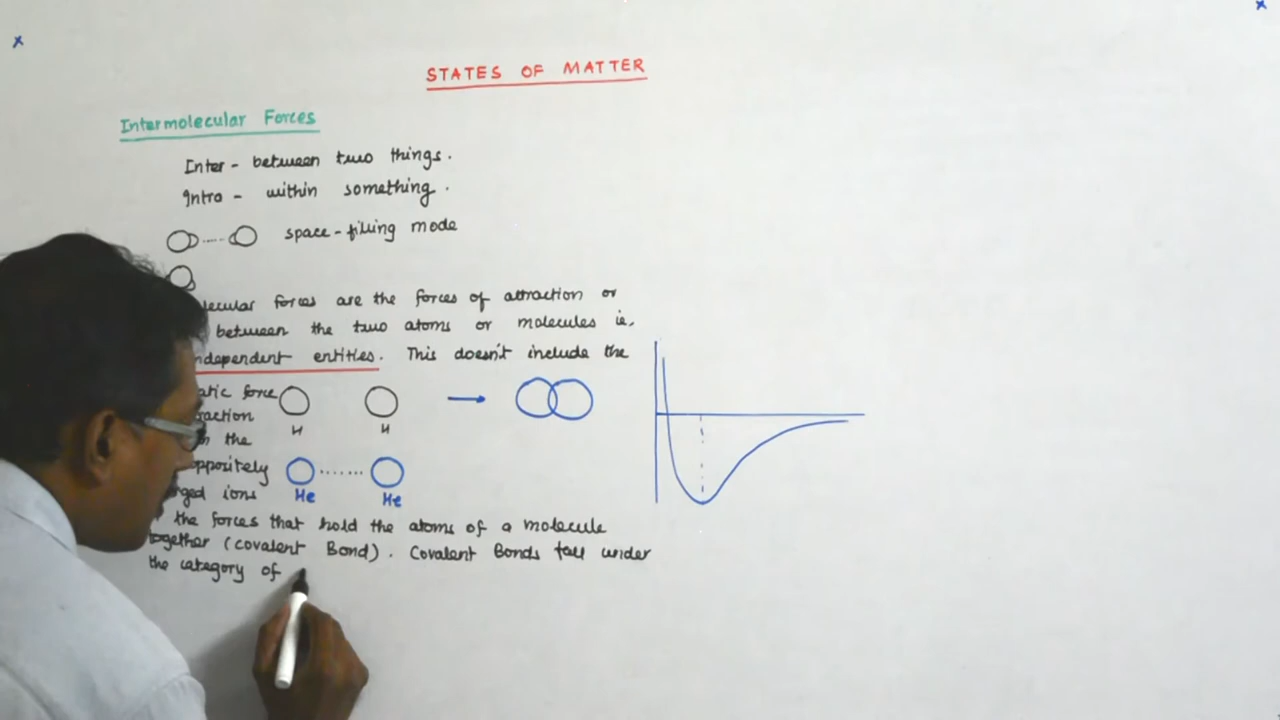 STATES OF MATTER
Intermolecular Forces
Inter - between two things.
Intra - within something.
space-filling mode
lecular forces are the forces of attraction or
between the two atoms or molecules ie,
ndependent entities. This doesn't include the
atic force
raction
the
H H
oppositely
He He
ged ions
the forces that hold the atoms of a molecule
together (covalent Bond). Covalent Bonds fall under
the category of